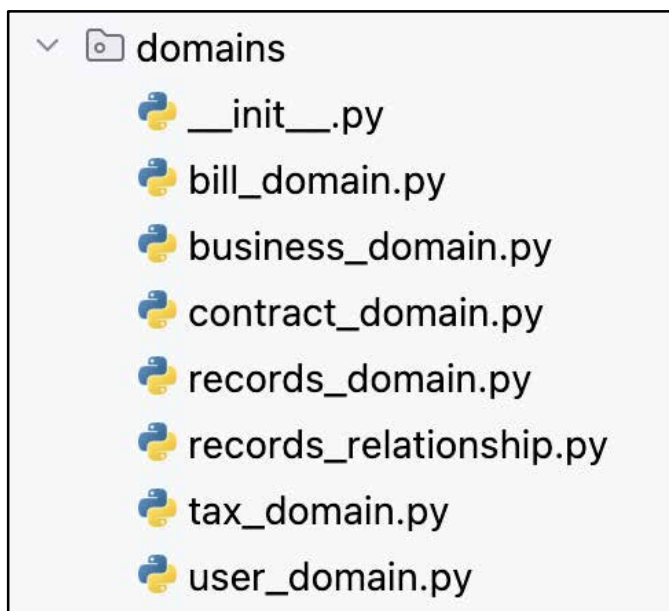 domains
__init__.py
bill_domain.py
business_domain.py
contract_domain.py
records_domain.py
records_relationship.py
tax_domain.py
user_domain.py